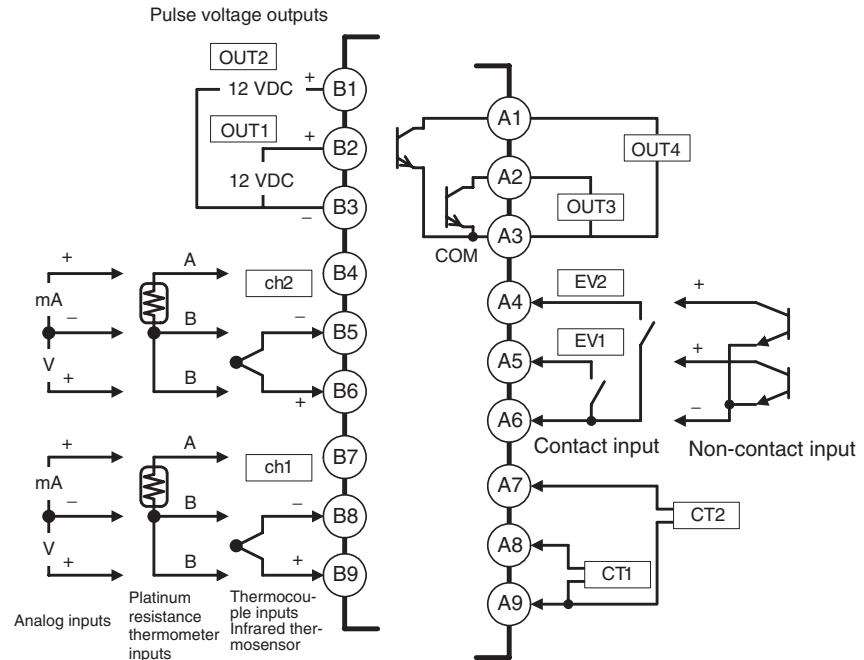 Pulse voltage outputs
OUT2
12 VDC
+
B1
OUT1
+
B2
12 VDC
B3
−
B4
+
A
ch2
mA
−
B
−
B5
V
+
B
+
B6
B7
+
A
ch1
mA
−
B
−
B8
V
+
B
+
B9
Analog inputs
Platinum
resistance
thermometer
inputs
Thermocou-
ple inputs
Infrared ther-
mosensor
A1
OUT4
A2
OUT3
A3
COM
A4
EV2
+
A5
EV1
+
A6
−
Contact input
Non-contact input
A7
CT2
A8
CT1
A9